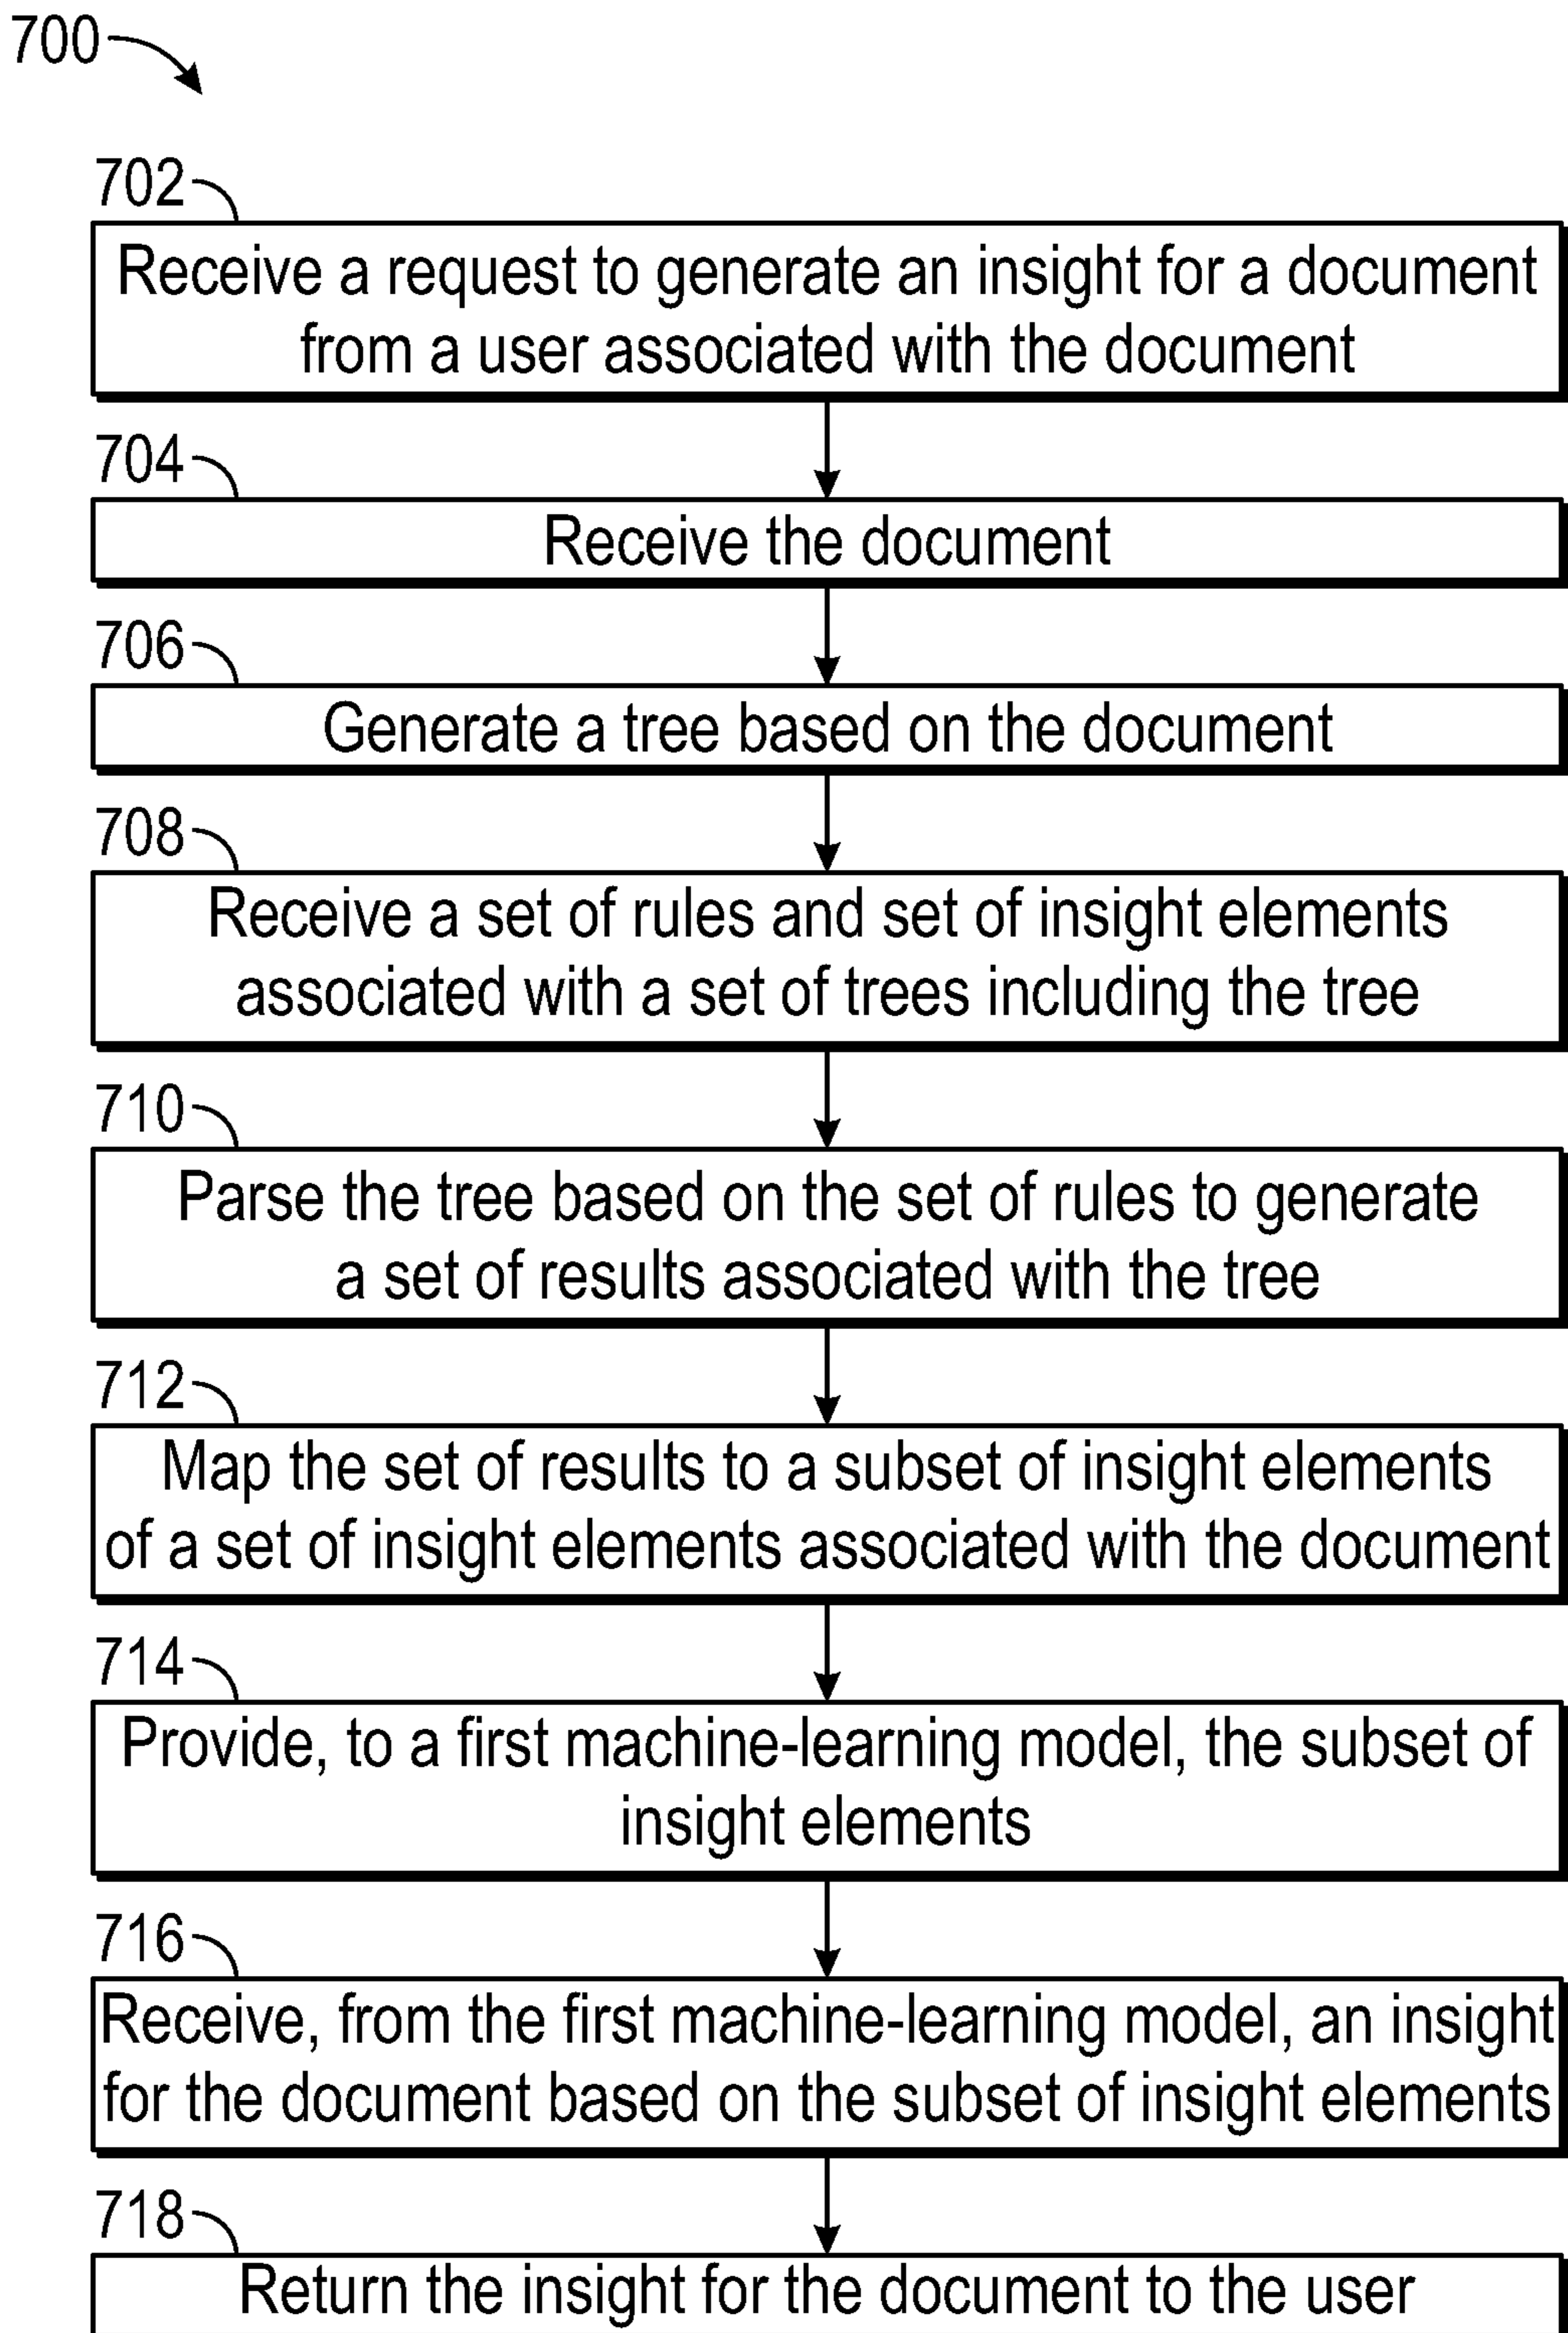 700
702
Receive a request to generate an insight for a document
from a user associated with the document
704
Receive the document
706
Generate a tree based on the document
708
Receive a set of rules and set of insight elements
associated with a set of trees including the tree
710
Parse the tree based on the set of rules to generate
a set of results associated with the tree
712
Map the set of results to a subset of insight elements
of a set of insight elements associated with the document
714
Provide, to a first machine-learning model, the subset of
insight elements
716
Receive, from the first machine-learning model, an insight
for the document based on the subset of insight elements
718
Return the insight for the document to the user